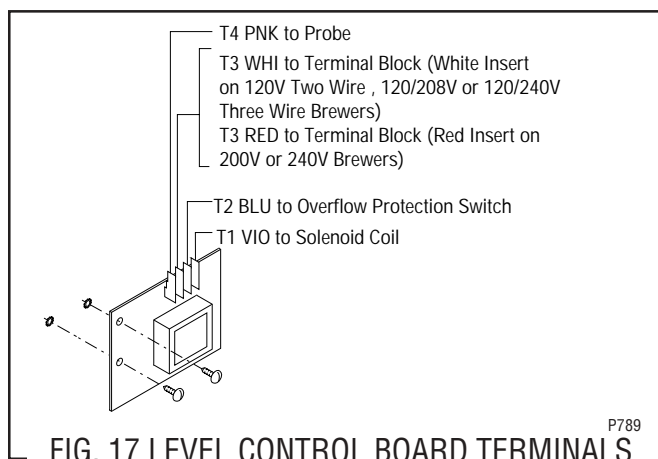 T4 PNK to Probe
T3 WHI to Terminal Block (White Insert
on 120V Two Wire , 120/208V or 120/240V
Three Wire Brewers)
T3 RED to Terminal Block (Red Insert on
200V or 240V Brewers)
T2 BLU to Overflow Protection Switch
T1 VIO to Solenoid Coil
P789
FIG. 17 LEVEL CONTROL BOARD TERMINALS